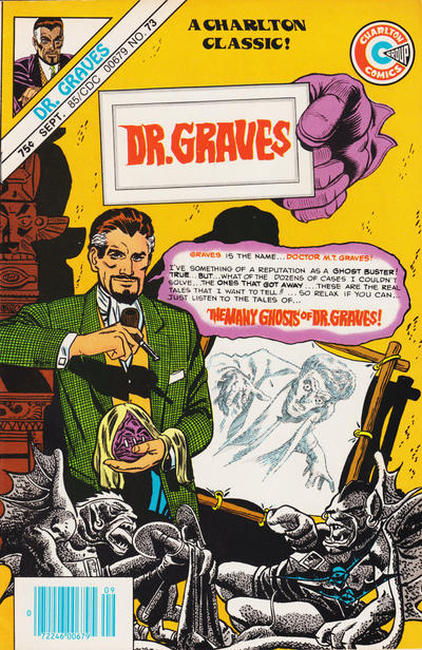 A CHARLTON
CLASSIC!
CHARLTON
COMICS
GROUP
DR. GRAVES
75¢ SEPT. 85/CDC 00679 NO. 73
DR. GRAVES
GRAVES IS THE NAME... DOCTOR M.T. GRAVES!
I'VE SOMETHING OF A REPUTATION AS A GHOST BUSTER!
TRUE... BUT...WHAT OF THE DOZENS OF CASES I COULDN'T
SOLVE...THE ONES THAT GOT AWAY...THESE ARE THE REAL
TALES THAT I WANT TO TELL! ...SO RELAX IF YOU CAN,
JUST LISTEN TO THE TALES OF...
THE MANY GHOSTS OF DR. GRAVES!
09
0
72246 00679